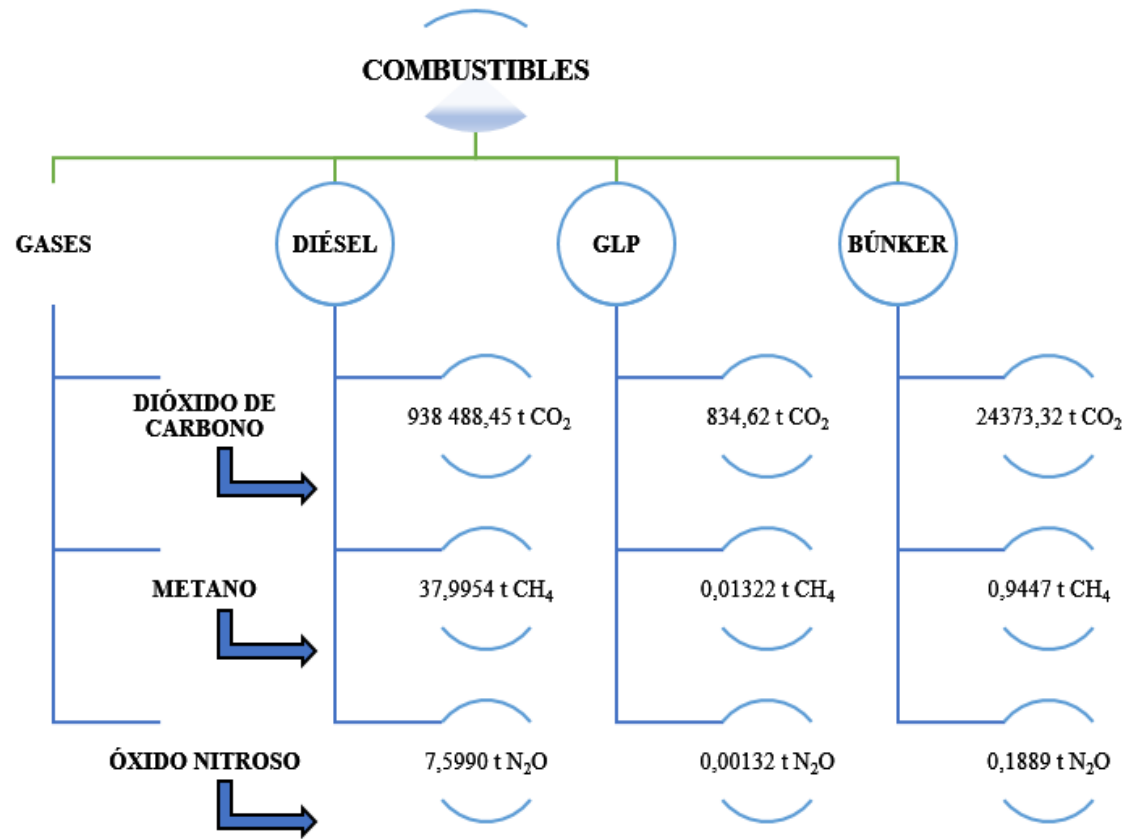 COMBUSTIBLES
GASES
DIÉSEL
GLP
BÚNKER
DIÓXIDO DE
CARBONO
938 488,45 t CO₂
834,62 t CO₂
24373,32 t CO₂
METANO
37,9954 t CH₄
0,01322 t CH₄
0,9447 t CH₄
ÓXIDO NITROSO
7,5990 t N₂O
0,00132 t N₂O
0,1889 t N₂O